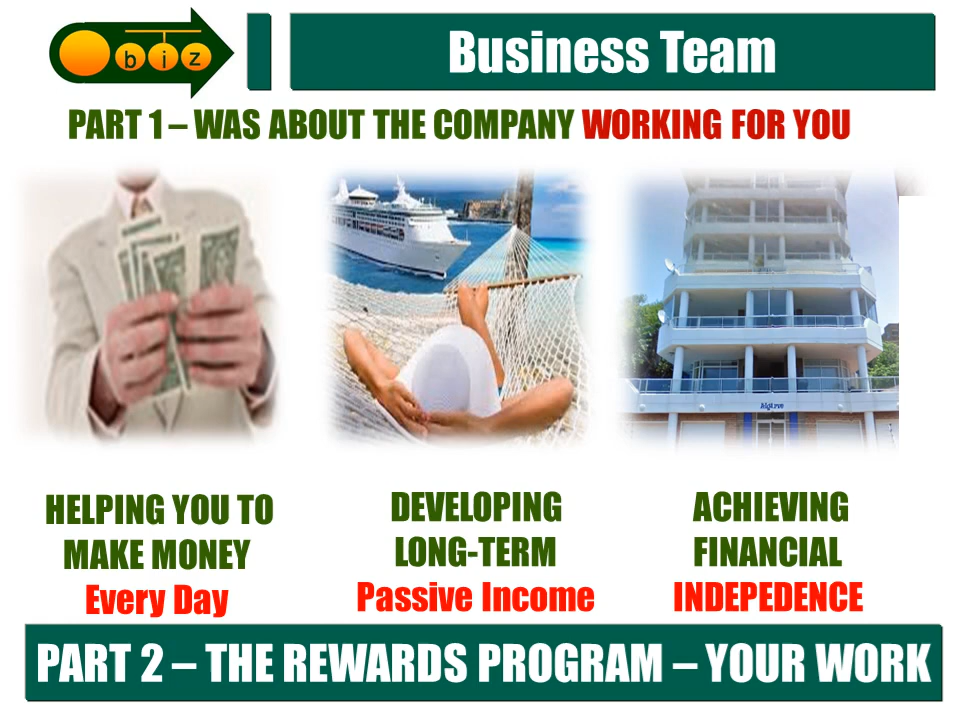 biz
Business Team
PART 1 – WAS ABOUT THE COMPANY WORKING FOR YOU
Algarve
HELPING YOU TO
MAKE MONEY
Every Day
DEVELOPING
LONG-TERM
Passive Income
ACHIEVING
FINANCIAL
INDEPEDENCE
PART 2 – THE REWARDS PROGRAM – YOUR WORK